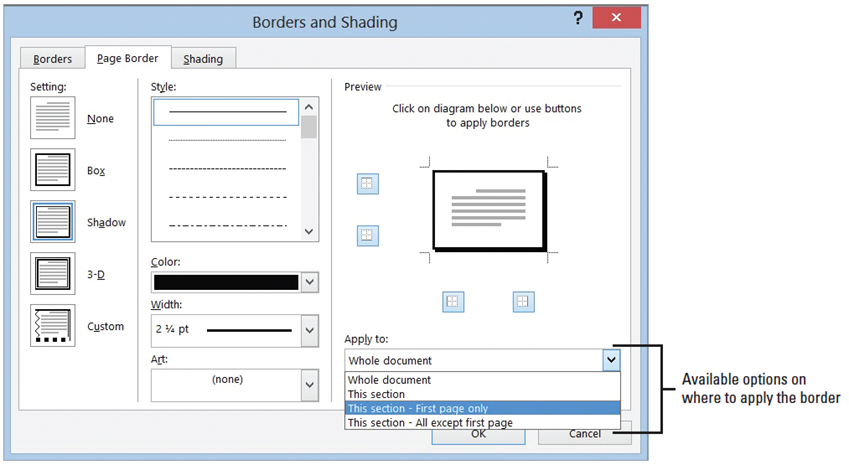 Borders and Shading
?
Borders
Page Border
Shading
Setting:
None
Box
Shadow
3-D
Custom
Style:
Color:
Width:
2 ¼ pt
Art:
(none)
Preview
Click on diagram below or use buttons
to apply borders
Apply to:
Whole document
Whole document
This section
This section - First page only
This section - All except first page
OK
Cancel
Available options on
where to apply the border